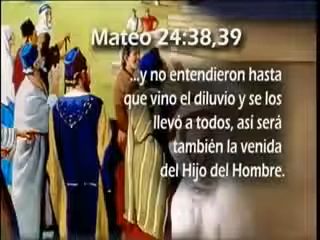 Mateo 24:38,39
...y no entendieron hasta
que vino el diluvio y se los
llevó a todos, así será
también la venida
del Hijo del Hombre.